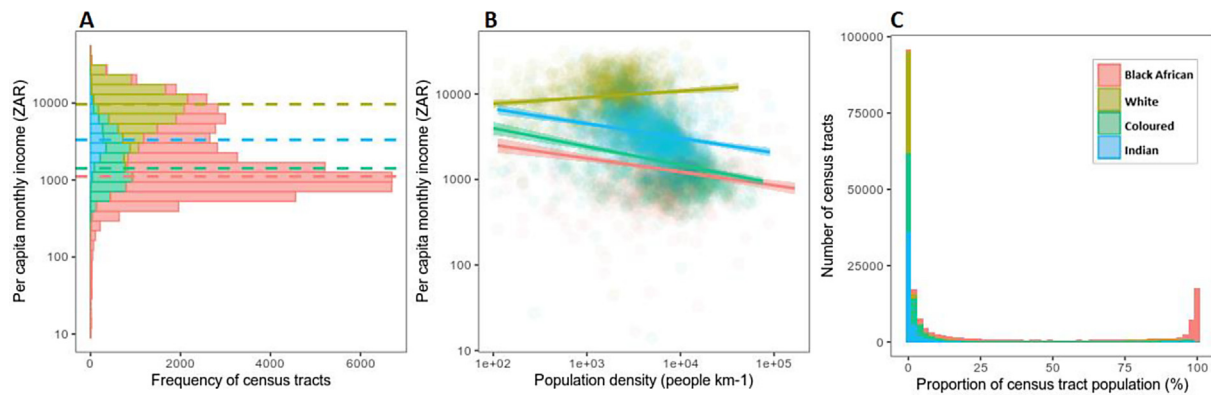 A
Per capita monthly income (ZAR)
10000
1000
100
10
0
2000
4000
6000
Frequency of census tracts
B
Per capita monthly income (ZAR)
10000
1000
100
10
1e+02
1e+03
1e+04
1e+05
Population density (people km-1)
C
Number of census tracts
100000
75000
50000
25000
0
0
25
50
75
100
Proportion of census tract population (%)
Black African
White
Coloured
Indian